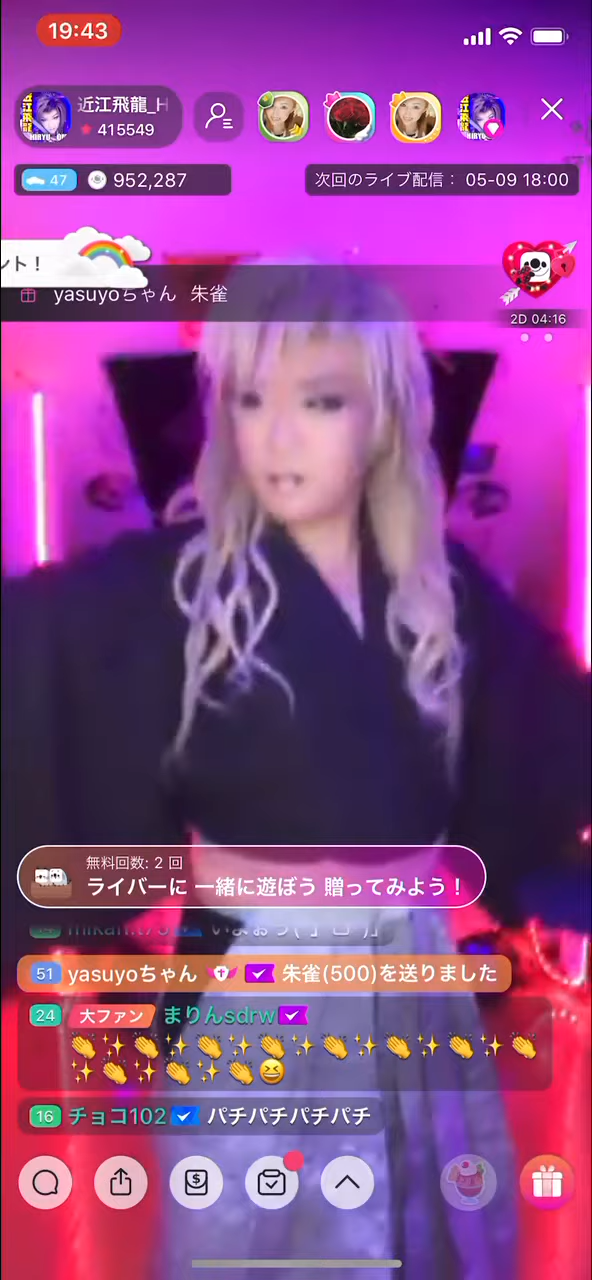 19:43
近江飛龍_H
415549
47
952,287
次回のライブ配信： 05-09 18:00
ント！
yasuyoちゃん 朱雀
2D 04:16
無料回数: 2 回
ライバーに 一緒に遊ぼう 贈ってみよう！
51 yasuyoちゃん 朱雀(500)を送りました
24 大ファン まりんsdrw
👏✨👏✨👏✨👏✨👏✨👏✨👏✨👏
✨👏✨👏✨👏😆
16 チョコ102 パチパチパチパチ